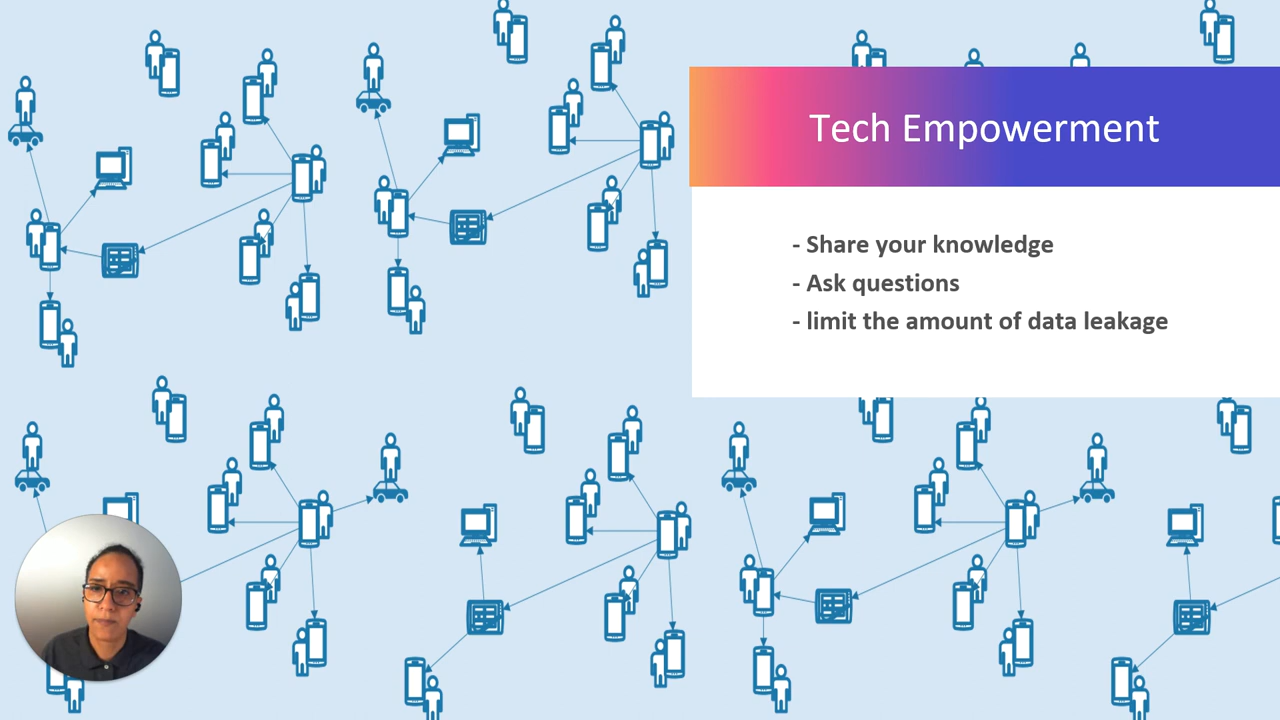 Tech Empowerment
- Share your knowledge
- Ask questions
- limit the amount of data leakage